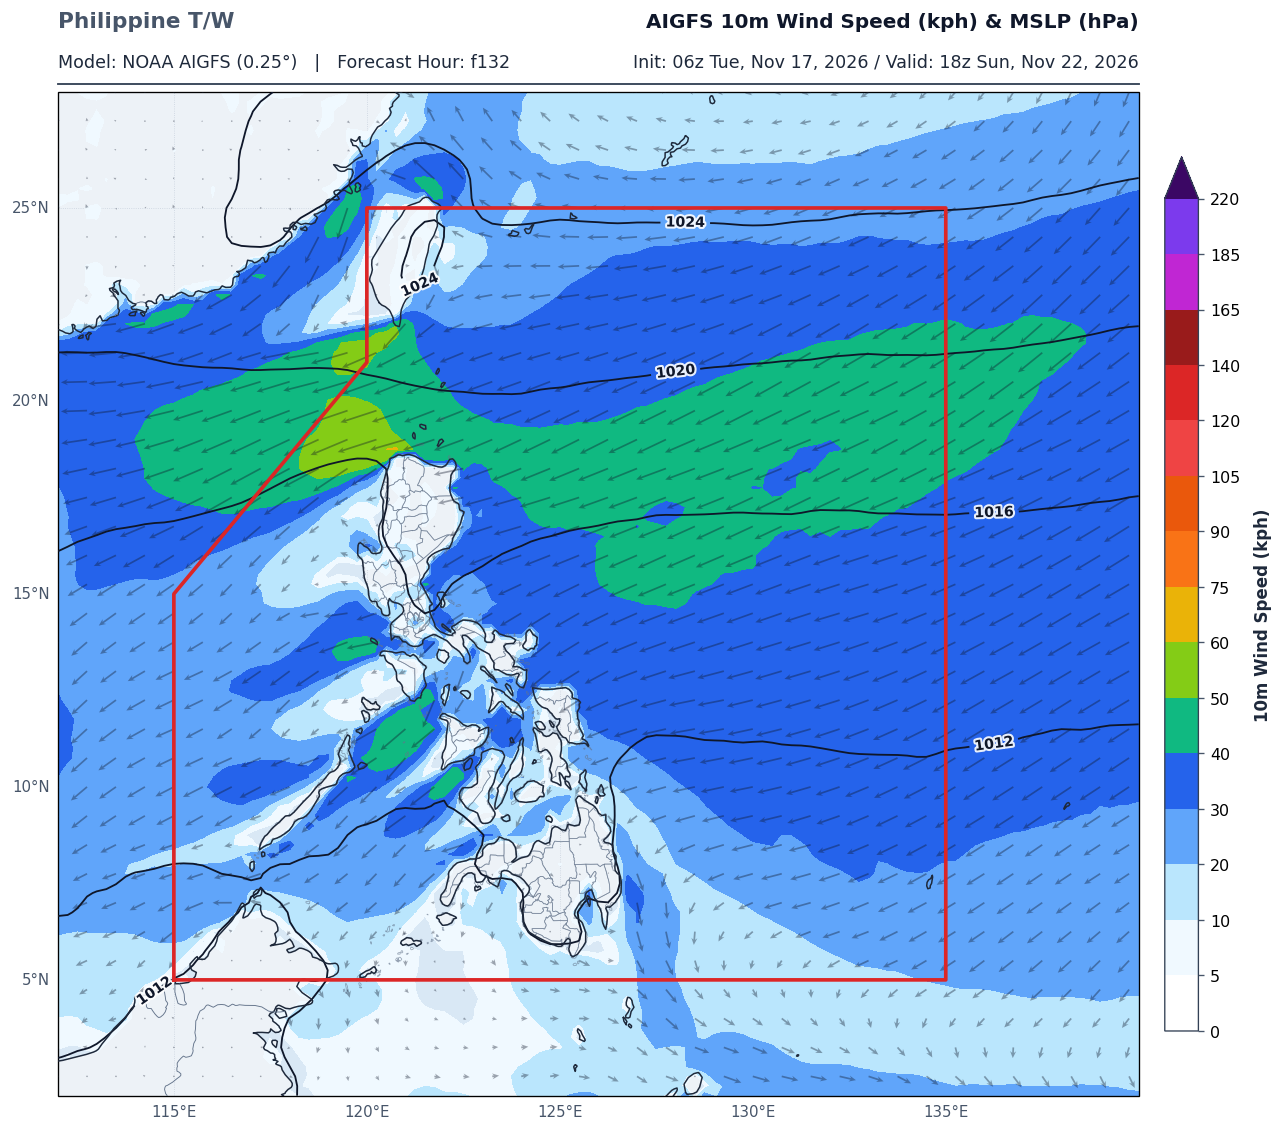 Philippine T/W
AIGFS 10m Wind Speed (kph) & MSLP (hPa)
Model: NOAA AIGFS (0.25°)   |   Forecast Hour: f132
Init: 06z Tue, Nov 17, 2026 / Valid: 18z Sun, Nov 22, 2026
25°N
20°N
15°N
10°N
5°N
115°E
120°E
125°E
130°E
135°E
1024
1024
1020
1016
1012
1012
220
185
165
140
120
105
90
75
60
50
40
30
20
10
5
0
10m Wind Speed (kph)